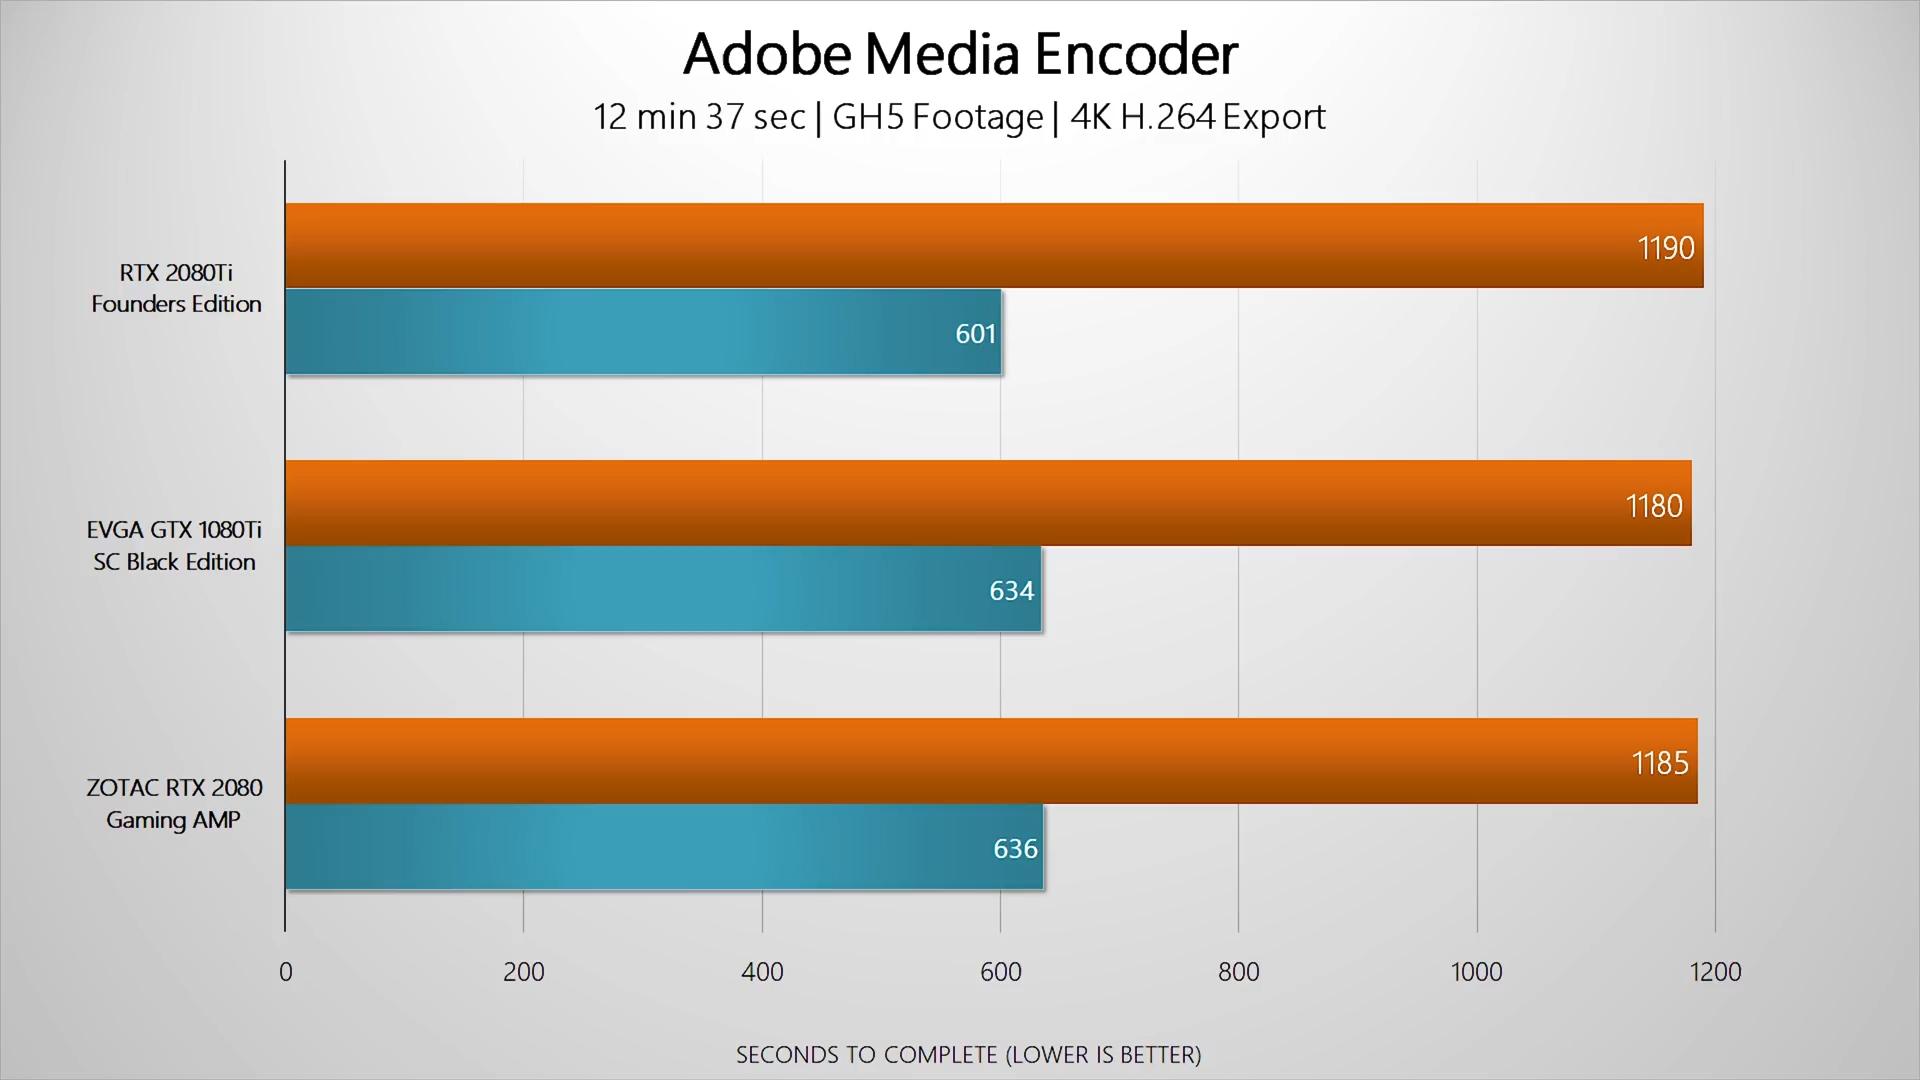 Adobe Media Encoder
12 min 37 sec | GH5 Footage | 4K H.264 Export
RTX 2080Ti
Founders Edition
1190
601
EVGA GTX 1080Ti
SC Black Edition
1180
634
ZOTAC RTX 2080
Gaming AMP
1185
636
0 200 400 600 800 1000 1200
SECONDS TO COMPLETE (LOWER IS BETTER)